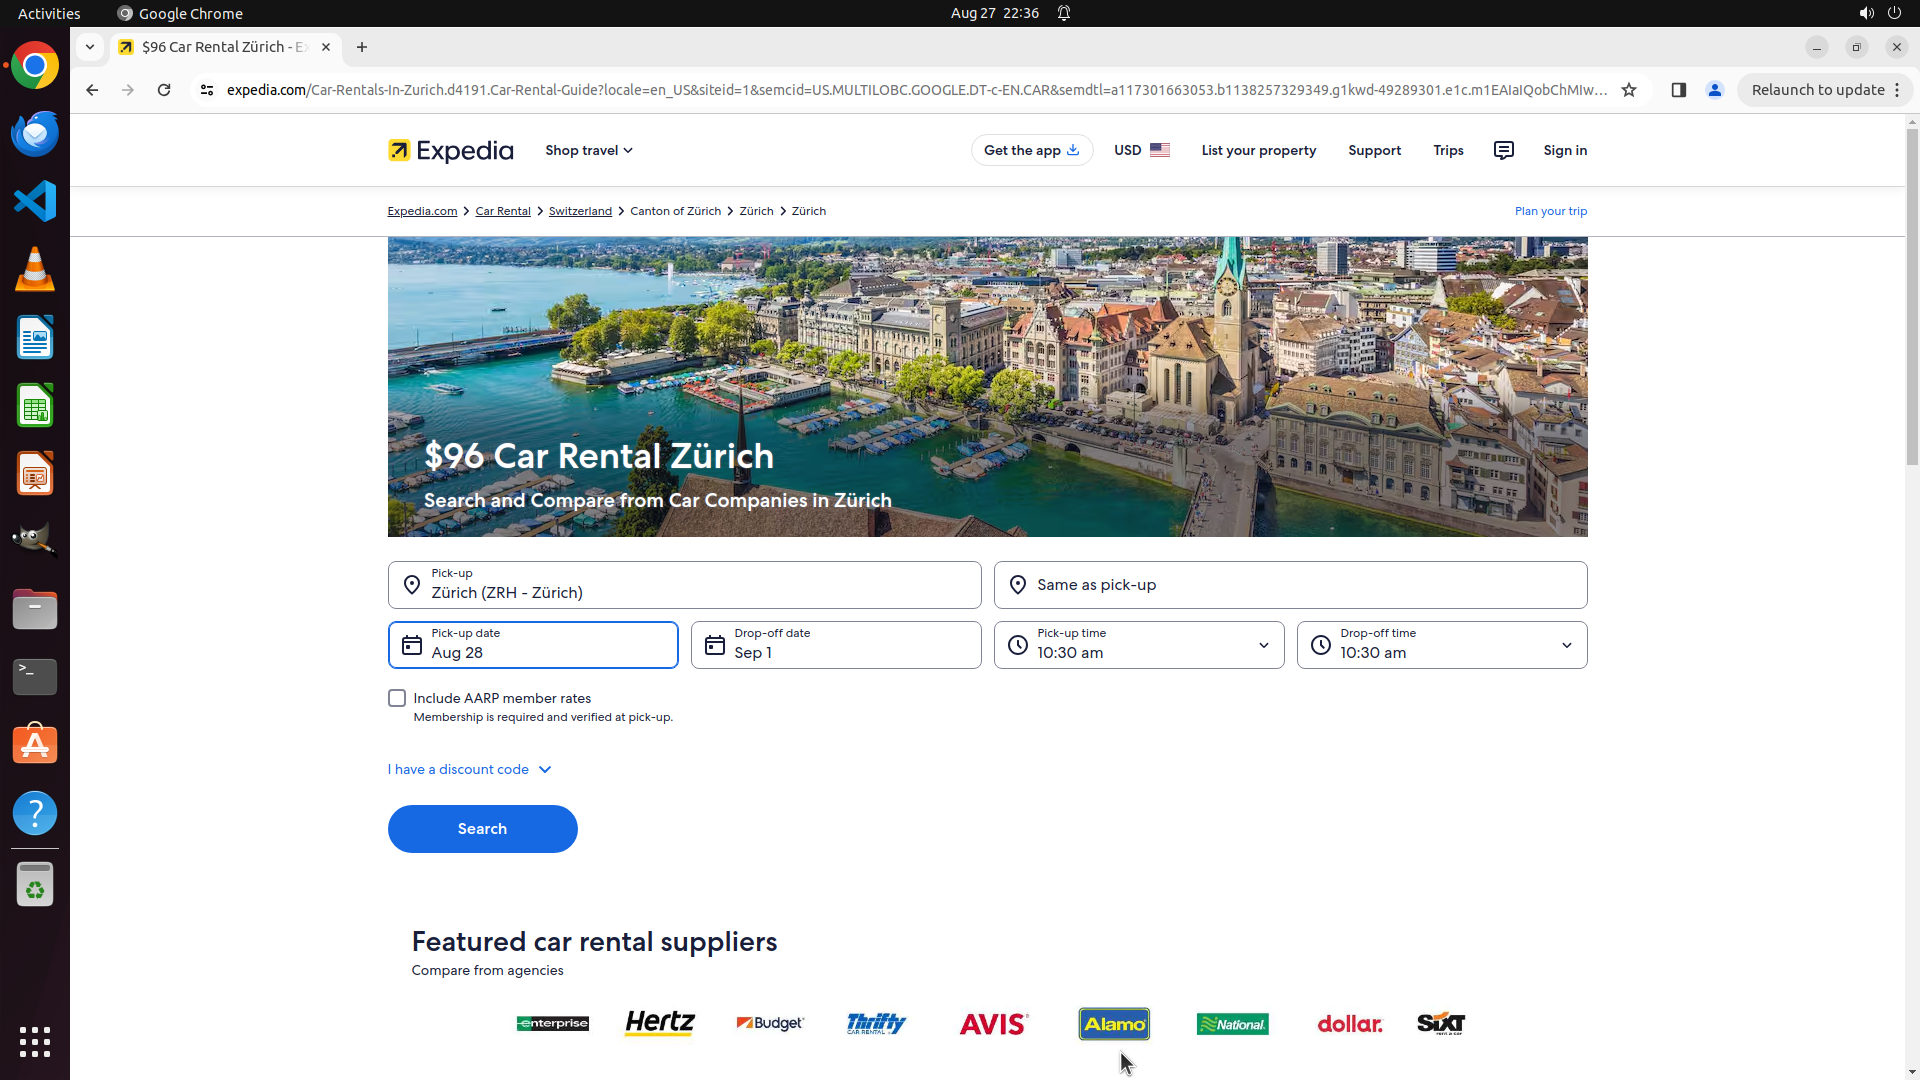 Activities
Google Chrome
Aug 27 22:36
$96 Car Rental Zürich - Ex
expedia.com/Car-Rentals-In-Zurich.d4191.Car-Rental-Guide?locale=en_US&siteid=1&semcid=US.MULTILOBC.GOOGLE.DT-c-EN.CAR&semdtl=a117301663053.b1138257329349.g1kwd-49289301.e1c.m1EAIaIQobChMIw...
Relaunch to update
Expedia
Shop travel
Get the app
USD
List your property
Support
Trips
Sign in
Expedia.com
Car Rental
Switzerland
Canton of Zürich
Zürich
Zürich
Plan your trip
$96 Car Rental Zürich
Search and Compare from Car Companies in Zürich
Pick-up
Zürich (ZRH - Zürich)
Same as pick-up
Pick-up date
Aug 28
Drop-off date
Sep 1
Pick-up time
10:30 am
Drop-off time
10:30 am
Include AARP member rates
Membership is required and verified at pick-up.
I have a discount code
Search
Featured car rental suppliers
Compare from agencies
enterprise
Hertz
Budget
Thrifty
CAR RENTAL
AVIS
Alamo
National.
dollar.
SIXT
rent a car